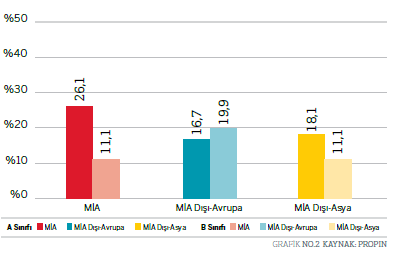 %50
%40
%30
%20
%10
%0
26,1
11,1
16,7
19,9
18,1
11,1
MİA
MİA Dışı-Avrupa
MİA Dışı-Asya
A Sınıfı MİA MİA Dışı-Avrupa MİA Dışı-Asya B Sınıfı MİA MİA Dışı-Avrupa MİA Dışı-Asya
GRAFİK NO.2 KAYNAK: PROPIN